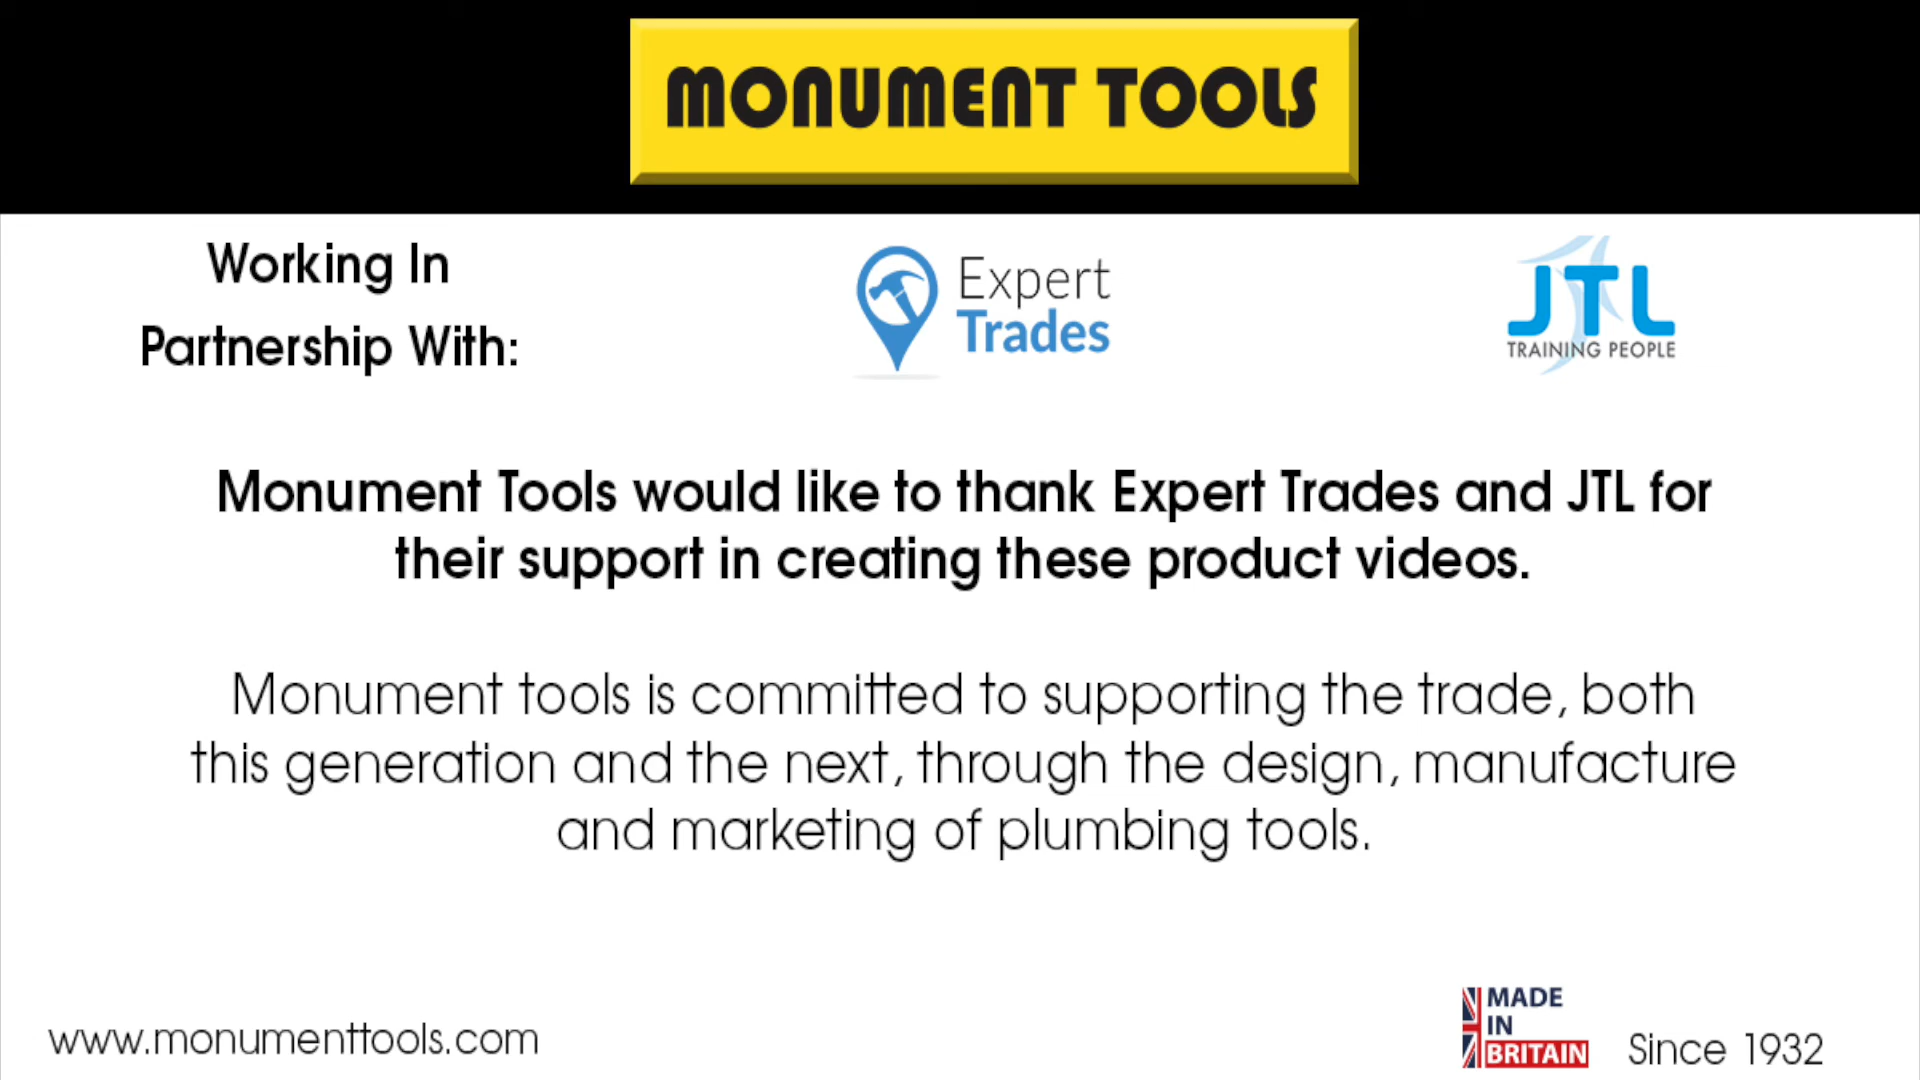 MONUMENT TOOLS
Working In
Partnership With:
Expert
Trades
JTL
TRAINING PEOPLE
Monument Tools would like to thank Expert Trades and JTL for
their support in creating these product videos.
Monument tools is committed to supporting the trade, both
this generation and the next, through the design, manufacture
and marketing of plumbing tools.
www.monumenttools.com
MADE
IN
BRITAIN
Since 1932